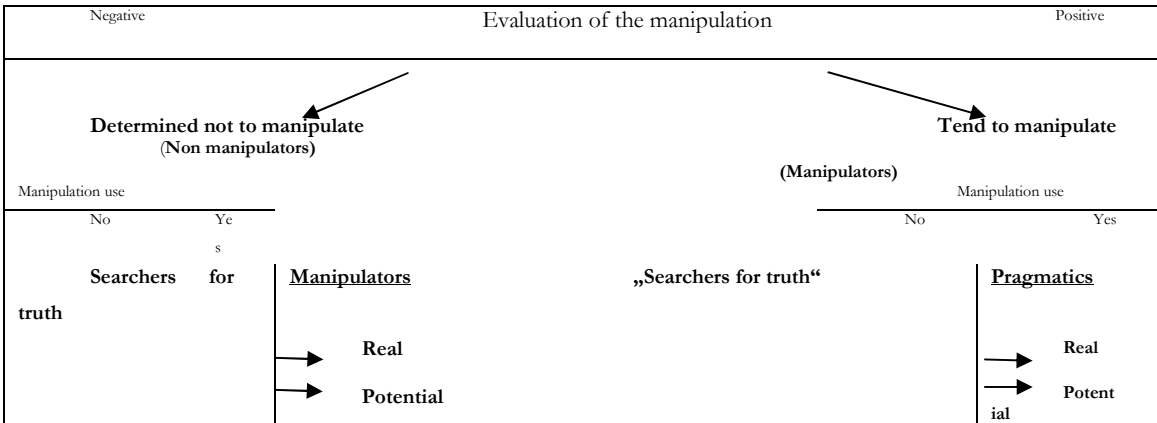 Negative Evaluation of the manipulation Positive
Determined not to manipulate Tend to manipulate
(Non manipulators)
(Manipulators)
Manipulation use Manipulation use
No Ye No Yes
s
Searchers for Manipulators „Searchers for truth“ Pragmatics
truth
Real Real
Potential Potent
ial